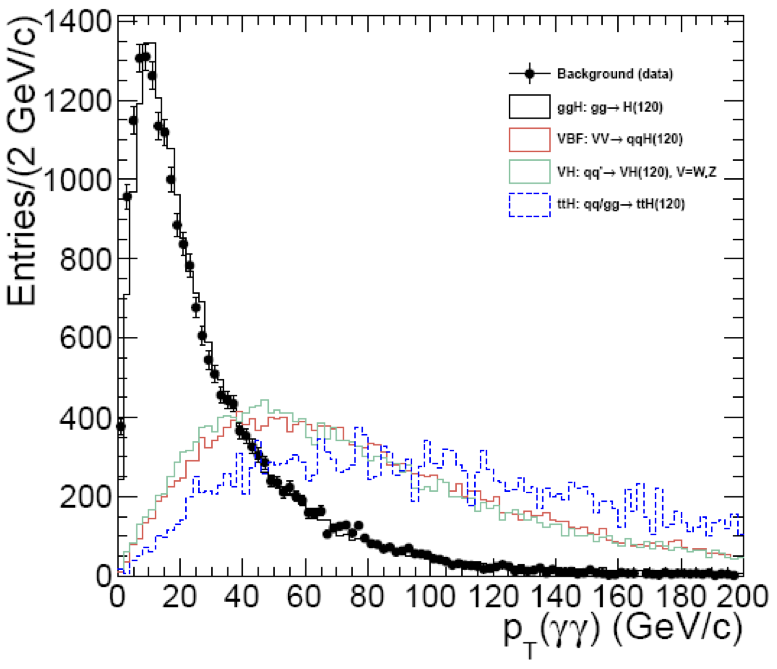 Entries/(2 GeV/c)
1400
1200
1000
800
600
400
200
0
Background (data)
ggH: gg→ H(120)
VBF: VV→ qqH(120)
VH: qq'→ VH(120), V=W,Z
ttH: qq/gg→ ttH(120)
0 20 40 60 80 100 120 140 160 180 200
p_T(γγ) (GeV/c)